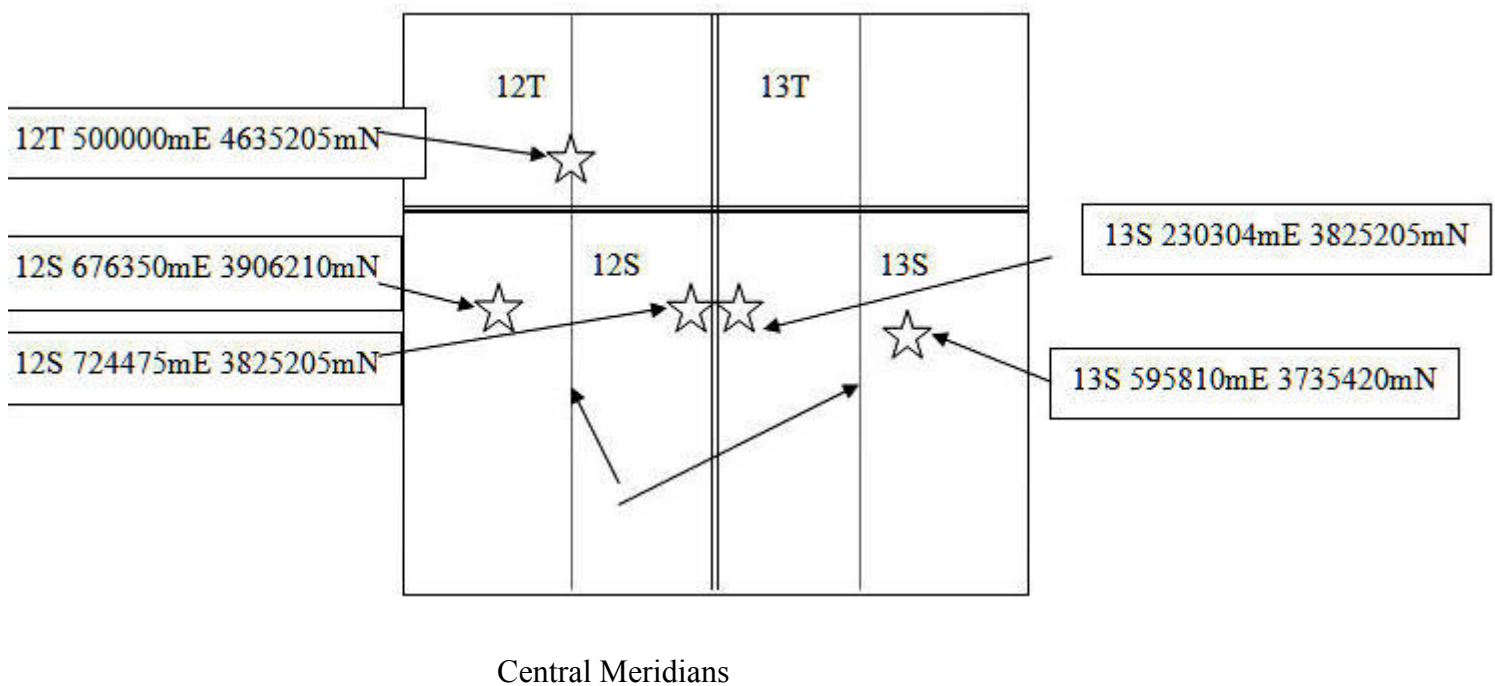 12T
13T
12T 500000mE 4635205mN
12S 676350mE 3906210mN
12S
13S
13S 230304mE 3825205mN
12S 724475mE 3825205mN
13S 595810mE 3735420mN
Central Meridians